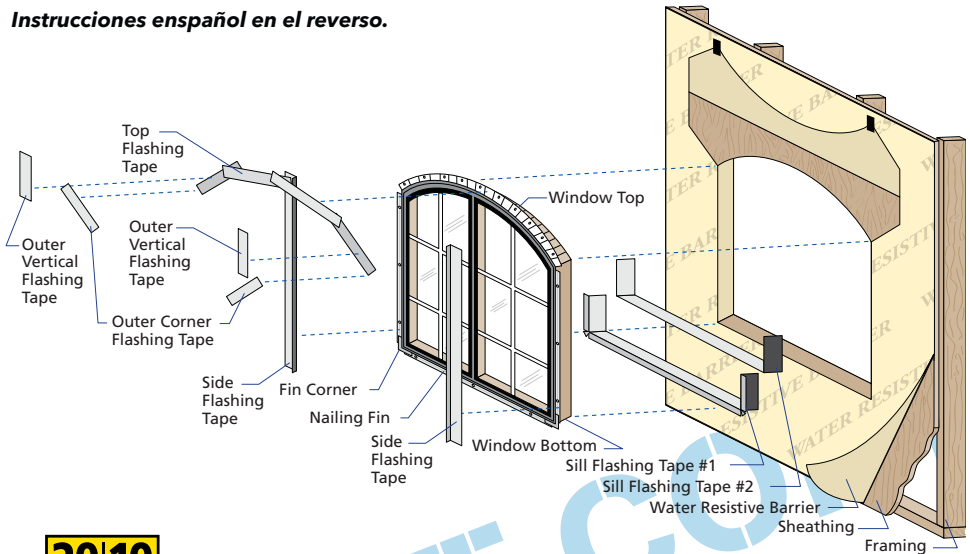 Instrucciones enspañol en el reverso.
Top
Flashing
Tape
Outer
Vertical
Flashing
Tape
Outer
Vertical
Flashing
Tape
Outer Corner
Flashing Tape
Side
Flashing
Tape
Fin Corner
Nailing Fin
Side
Flashing
Tape
Window Top
Window Bottom
Sill Flashing Tape #1
Sill Flashing Tape #2
Water Resistive Barrier
Sheathing
Framing
WATER RESISTIVE BARRIER
WATER RESIST